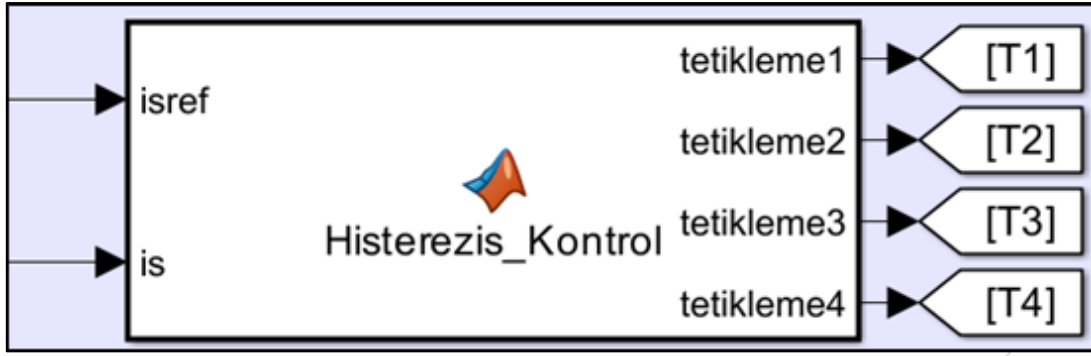 isref
is
Histerezis_Kontrol
tetikleme1
tetikleme2
tetikleme3
tetikleme4
[T1]
[T2]
[T3]
[T4]